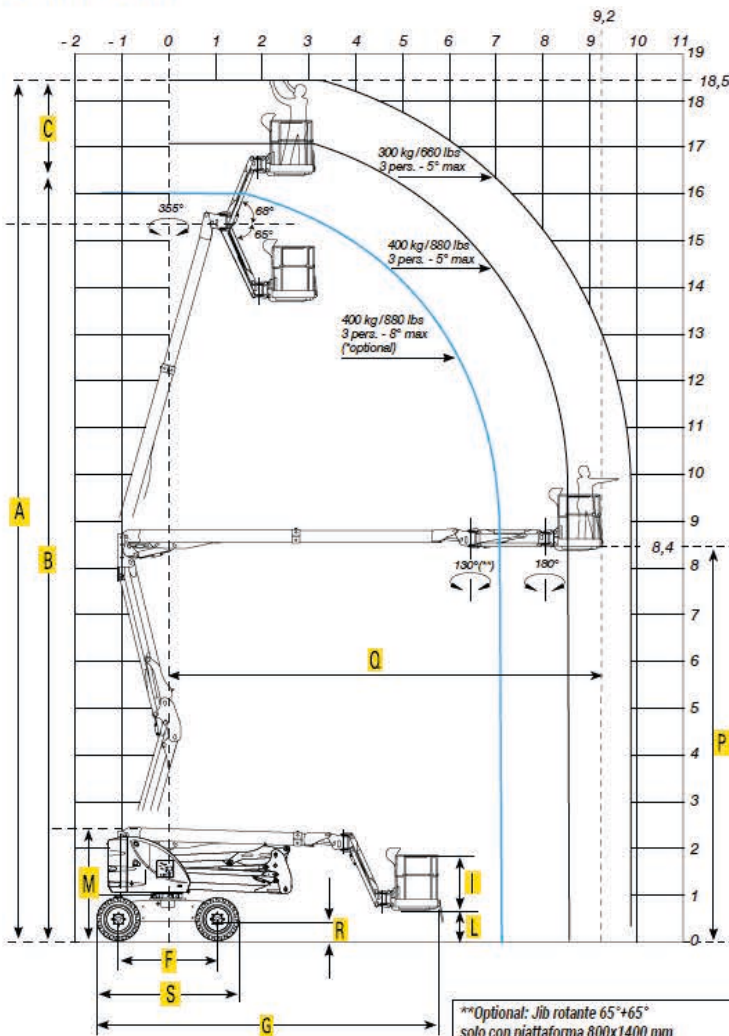 9,2
- 2 - 1 0 1 2 3 4 5 6 7 8 9 10 11
19
18,5
18
17
16
15
14
13
12
11
10
9
8,4
8
7
6
5
4
3
2
1
0
C
300 kg/660 lbs
3 pers. - 5° max
355°
68°
65°
400 kg/880 lbs
3 pers. - 5° max
400 kg/880 lbs
3 pers. - 8° max
(*optional)
A
B
130°(**)
180°
Q
P
M
I
L
R
F
S
G
**Optional: Jib rotante 65°+65°
solo con piattaforma 800x1400 mm